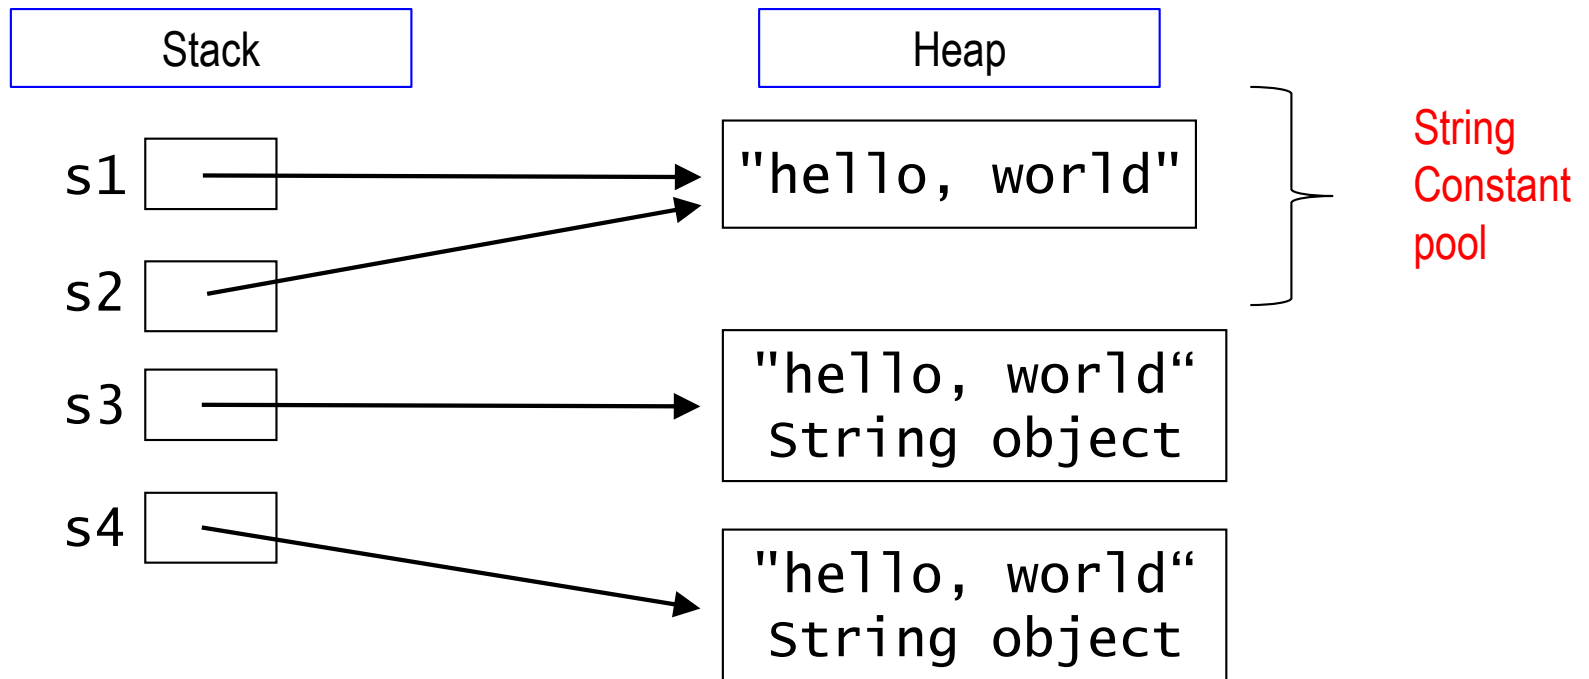 Stack
Heap
s1
"hello, world"
String
Constant
pool
s2
s3
"hello, world“
String object
s4
"hello, world“
String object